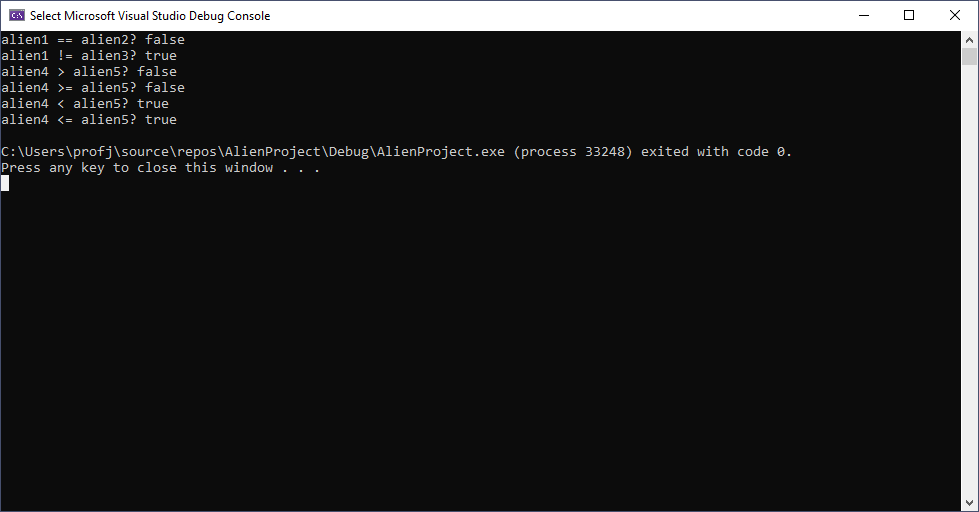 Select Microsoft Visual Studio Debug Console
alien1 == alien2? false
alien1 != alien3? true
alien4 > alien5? false
alien4 >= alien5? false
alien4 < alien5? true
alien4 <= alien5? true
C:\Users\profj\source\repos\AlienProject\Debug\AlienProject.exe (process 33248) exited with code 0.
Press any key to close this window . . .